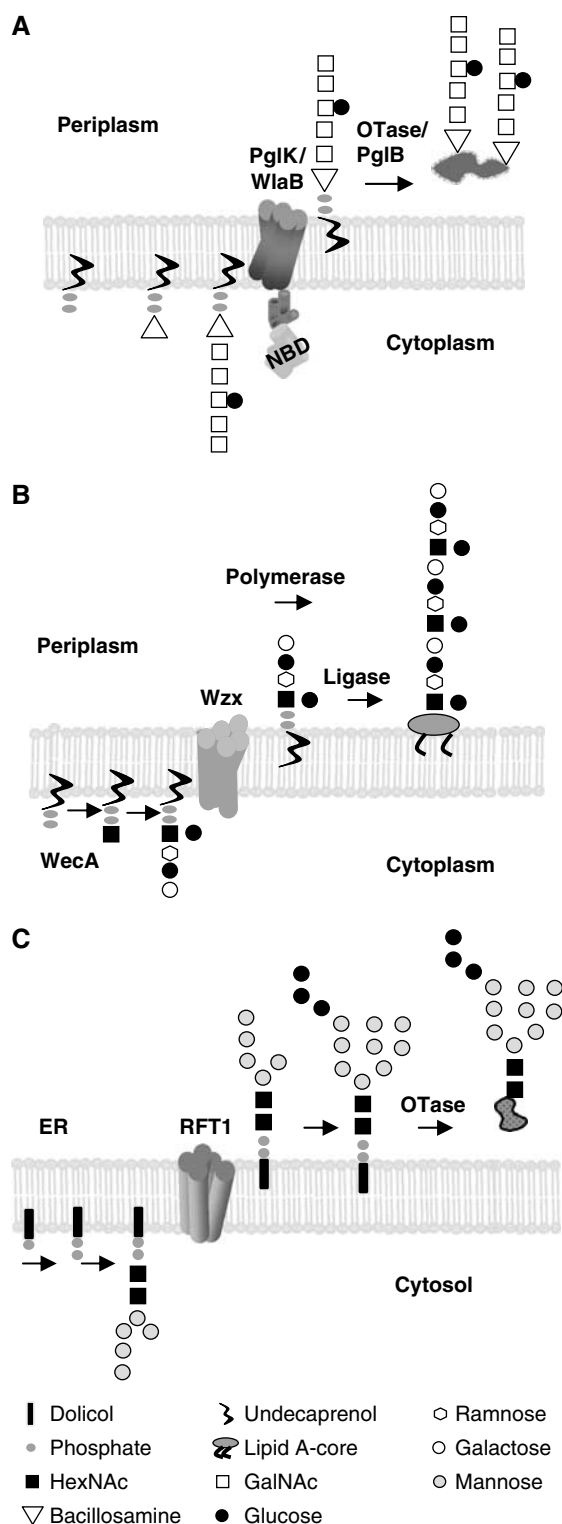 A
Periplasm
PglK/
WlaB
OTase/
PglB
NBD
Cytoplasm
B
Polymerase
Periplasm
Wzx
Ligase
WecA
Cytoplasm
C
ER
RFT1
OTase
Cytosol
Dolicol
Undecaprenol
Ramnose
Phosphate
Lipid A-core
Galactose
HexNAc
GalNAc
Mannose
Bacillosamine
Glucose